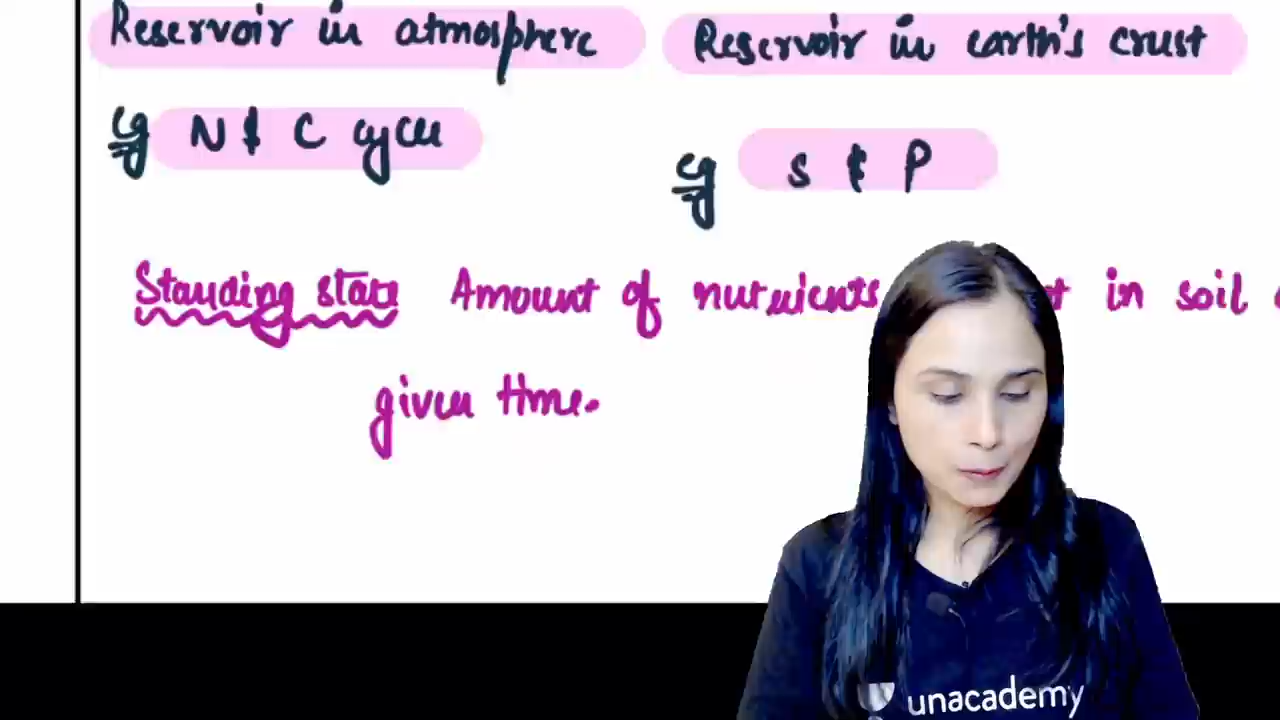 Reservoir in atmosphere
Reservoir in earth's crust
eg N & C cycle
eg S & P
Standing state Amount of nutrients in soil
given time.
unacademy